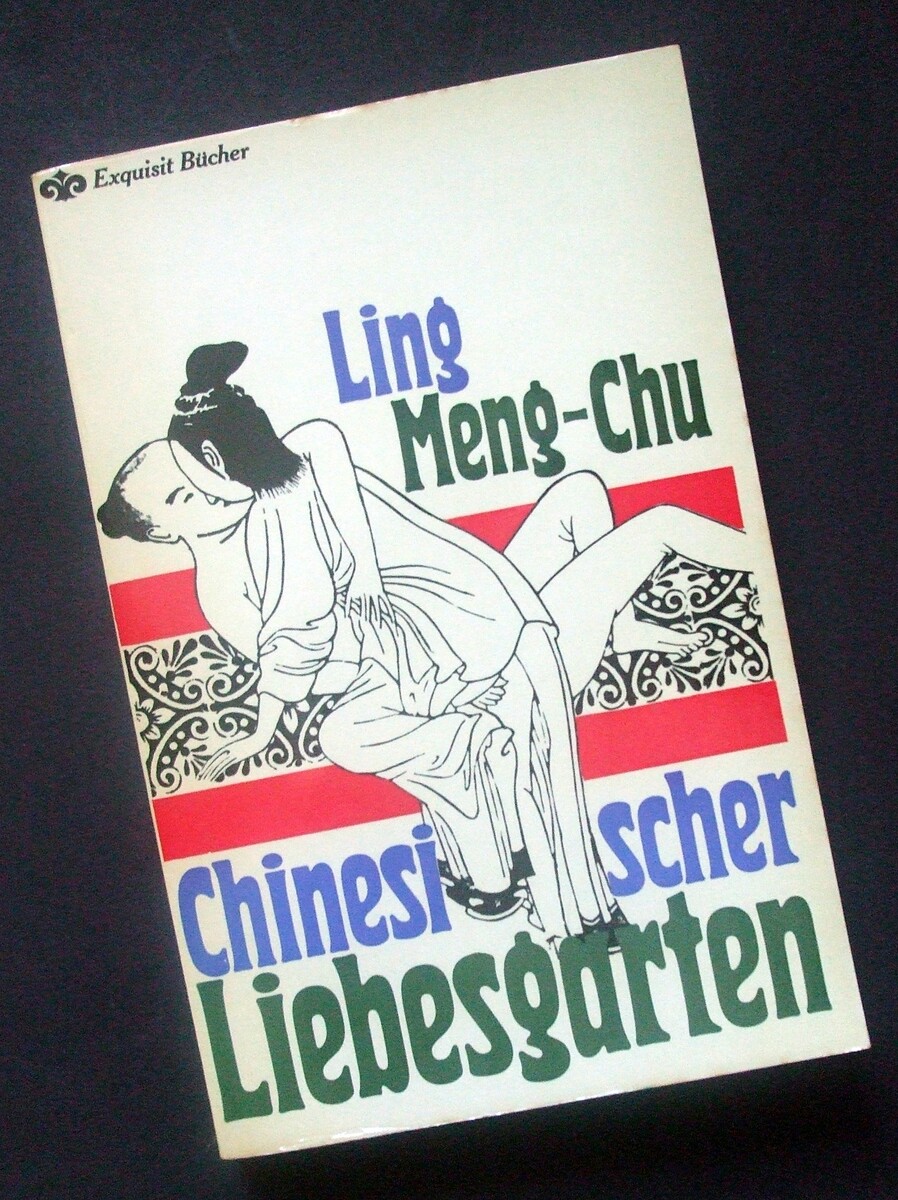 Exquisit Bücher
Ling
Meng-Chu
Chinesischer
Liebesgarten